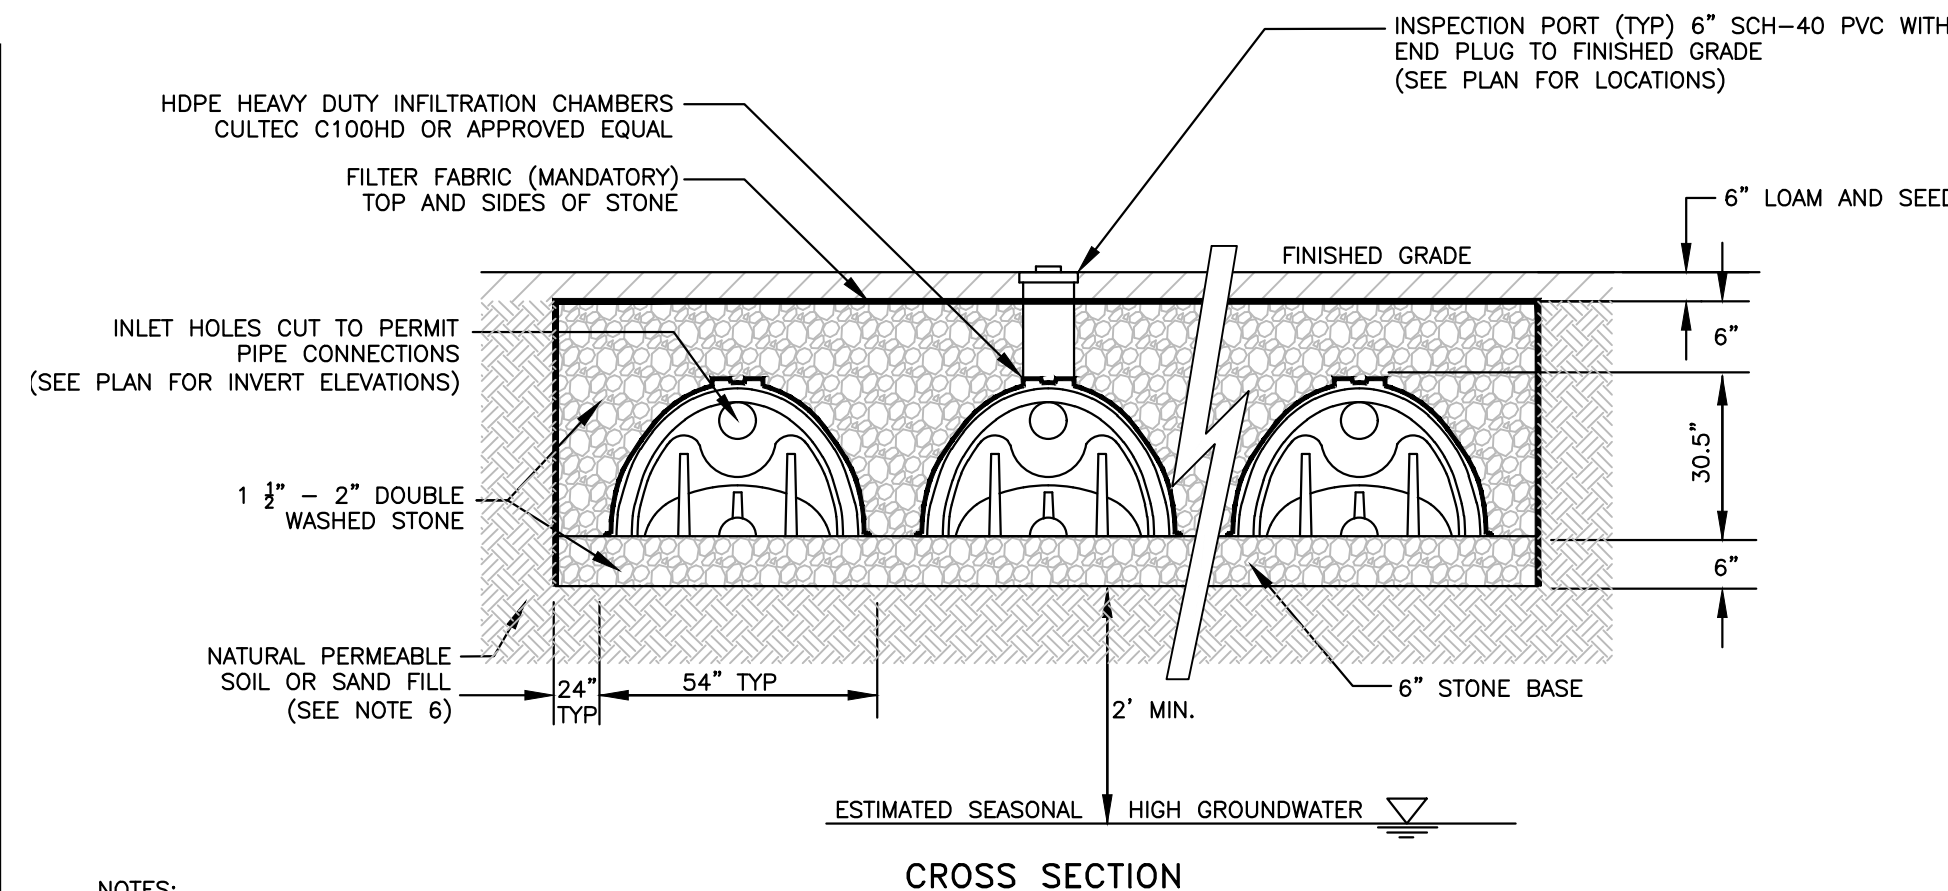 INSPECTION PORT (TYP) 6" SCH-40 PVC WITH
END PLUG TO FINISHED GRADE
(SEE PLAN FOR LOCATIONS)
HDPE HEAVY DUTY INFILTRATION CHAMBERS
CULTEC C100HD OR APPROVED EQUAL
FILTER FABRIC (MANDATORY)
TOP AND SIDES OF STONE
6" LOAM AND SEED
FINISHED GRADE
INLET HOLES CUT TO PERMIT
PIPE CONNECTIONS
(SEE PLAN FOR INVERT ELEVATIONS)
6"
30.5"
1 ½" - 2" DOUBLE
WASHED STONE
6"
NATURAL PERMEABLE
SOIL OR SAND FILL
(SEE NOTE 6)
24"
TYP
54" TYP
6" STONE BASE
2' MIN.
ESTIMATED SEASONAL HIGH GROUNDWATER
CROSS SECTION
NOTES: